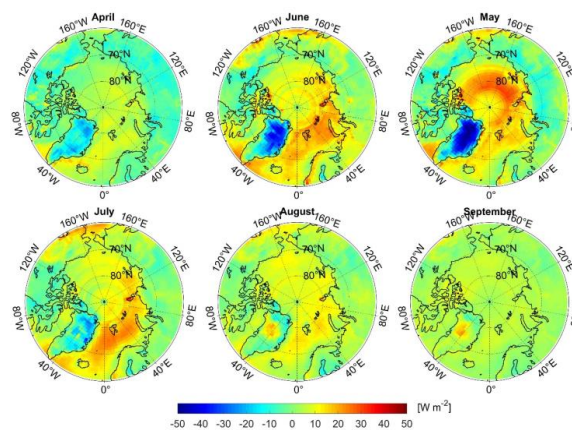 April June May
160°W 160°E 160°W 160°E 160°W 160°E
120°W 120°E 120°W 120°E 120°W 120°E
70°N 70°N 70°N
80°N 80°N 80°N
80°W 80°E 80°W 80°E 80°W 80°E
40°W 40°E 40°W 40°E 40°W 40°E
0° 0° 0°
July August September
160°W 160°E 160°W 160°E 160°W 160°E
120°W 120°E 120°W 120°E 120°W 120°E
70°N 70°N 70°N
80°N 80°N 80°N
80°W 80°E 80°W 80°E 80°W 80°E
40°W 40°E 40°W 40°E 40°W 40°E
0° 0° 0°
-50 -40 -30 -20 -10 0 10 20 30 40 50 [W m⁻²]